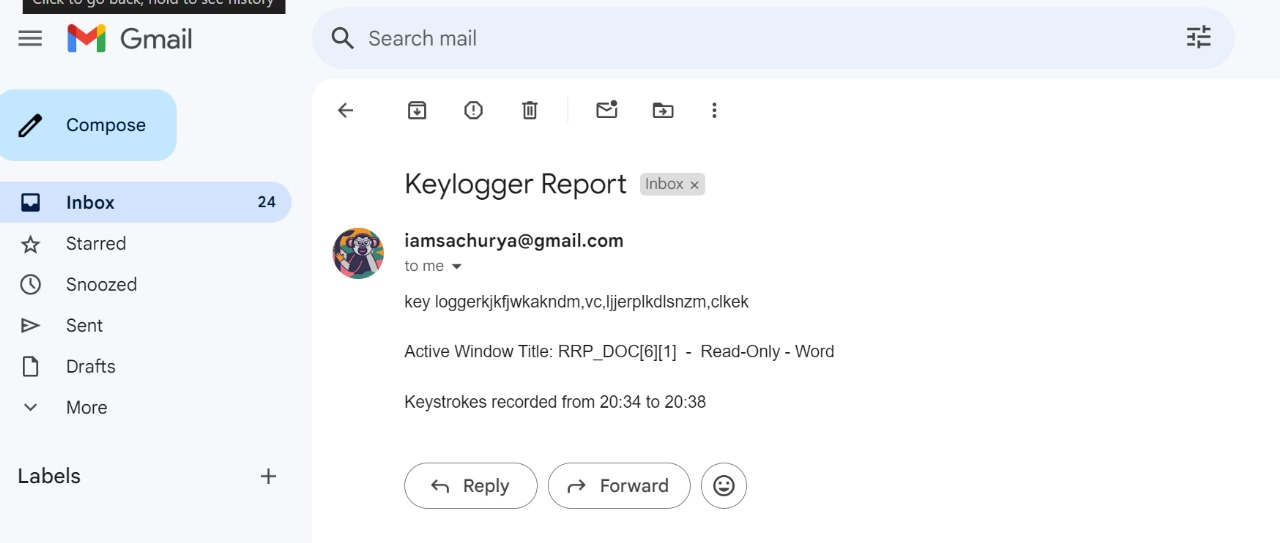 Click to go back, hold to see history
Gmail
Search mail
Compose
Inbox 24
Starred
Snoozed
Sent
Drafts
More
Labels
Keylogger Report Inbox ×
iamsachurya@gmail.com
to me
key loggerkjkfjwkakndm,vc,ljjerplkdlsnzm,clkek
Active Window Title: RRP_DOC[6][1] - Read-Only - Word
Keystrokes recorded from 20:34 to 20:38
Reply Forward